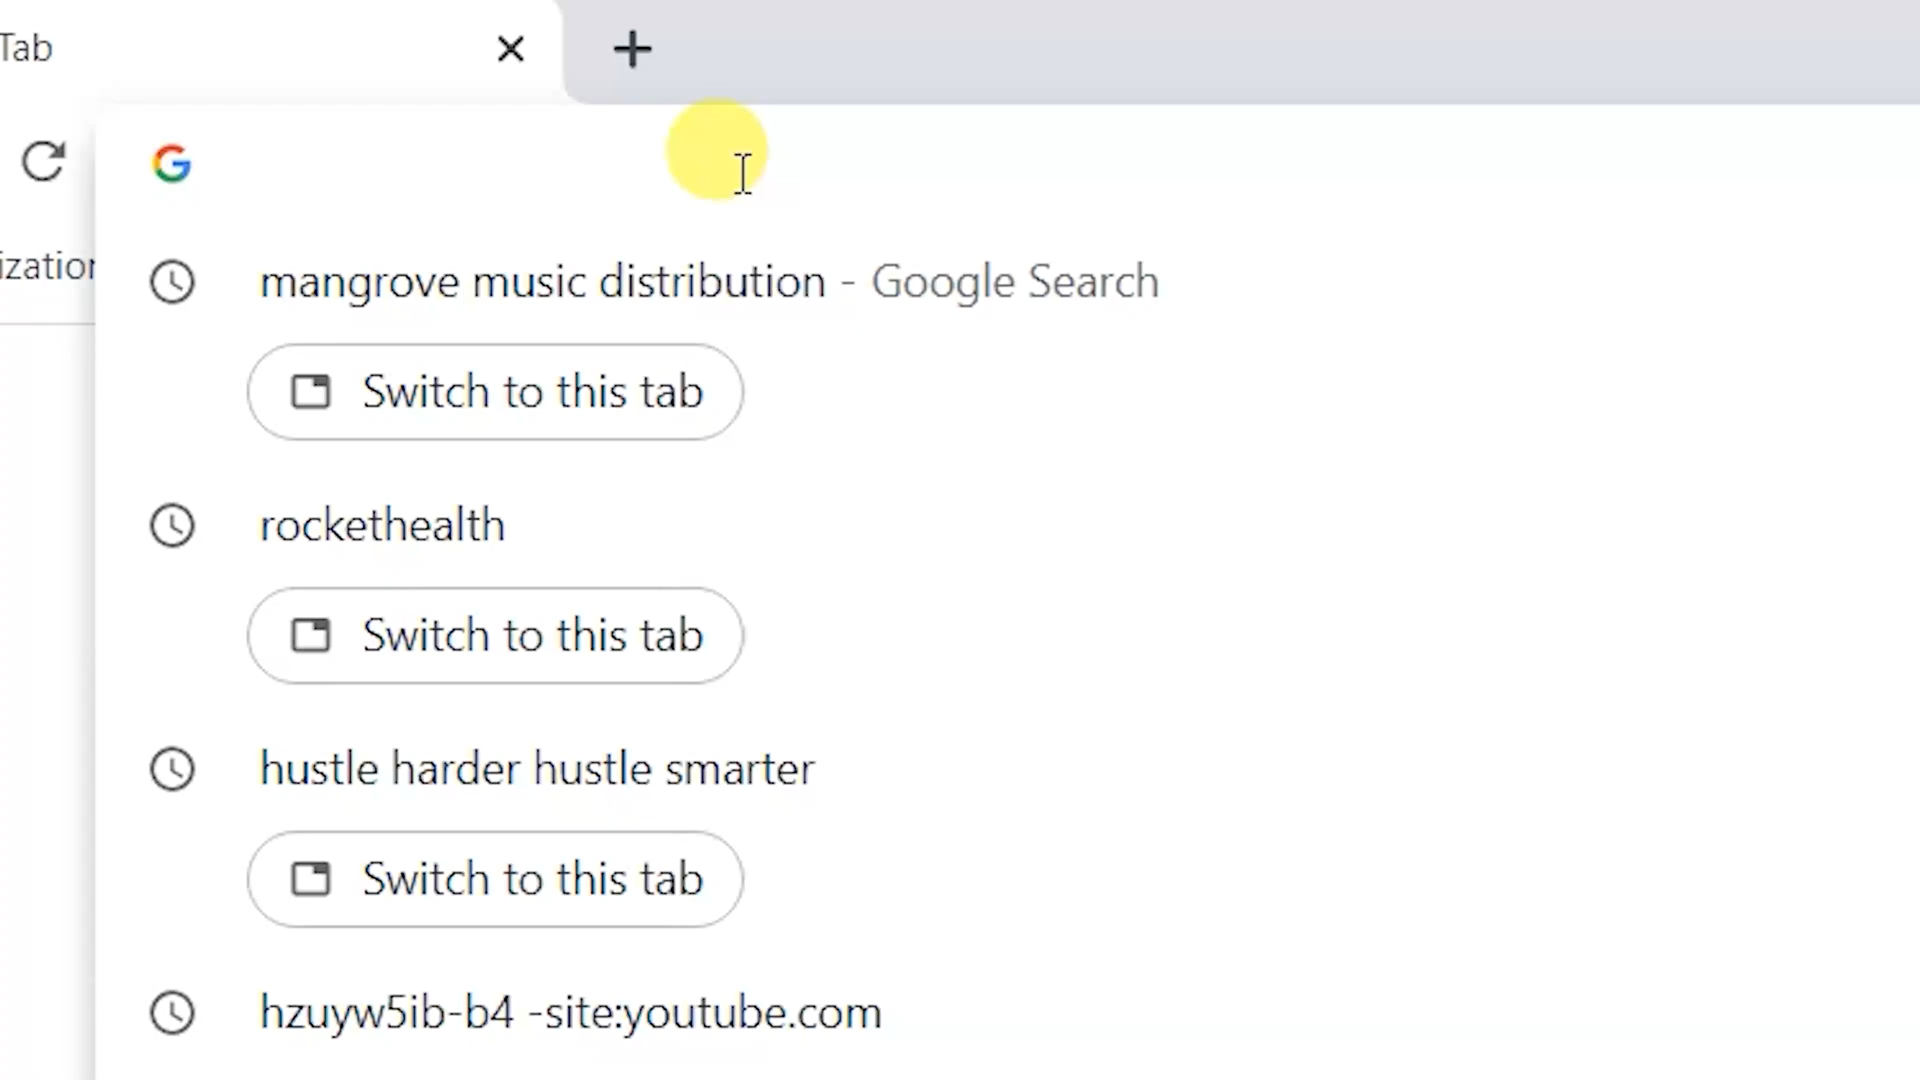 Tab
ization
mangrove music distribution - Google Search
Switch to this tab
rockethealth
Switch to this tab
hustle harder hustle smarter
Switch to this tab
hzuyw5ib-b4 -site:youtube.com